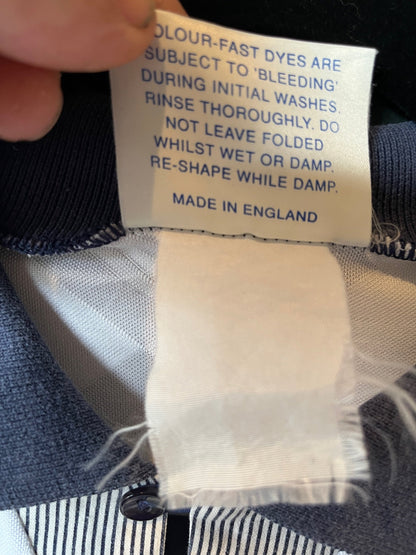 OLOUR-FAST DYES ARE
SUBJECT TO 'BLEEDING'
DURING INITIAL WASHES.
RINSE THOROUGHLY. DO
NOT LEAVE FOLDED
WHILST WET OR DAMP.
RE-SHAPE WHILE DAMP.
MADE IN ENGLAND